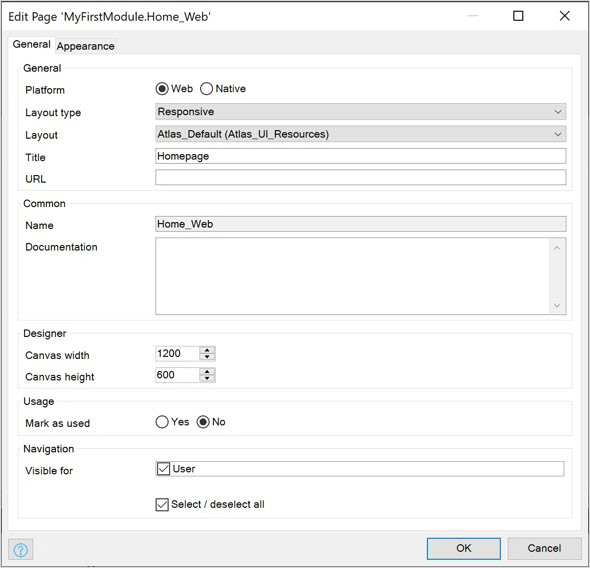 Edit Page 'MyFirstModule.Home_Web'
General Appearance
General
Platform Web Native
Layout type Responsive
Layout Atlas_Default (Atlas_UI_Resources)
Title Homepage
URL
Common
Name Home_Web
Documentation
Designer
Canvas width 1200
Canvas height 600
Usage
Mark as used Yes No
Navigation
Visible for User
Select / deselect all
? OK Cancel